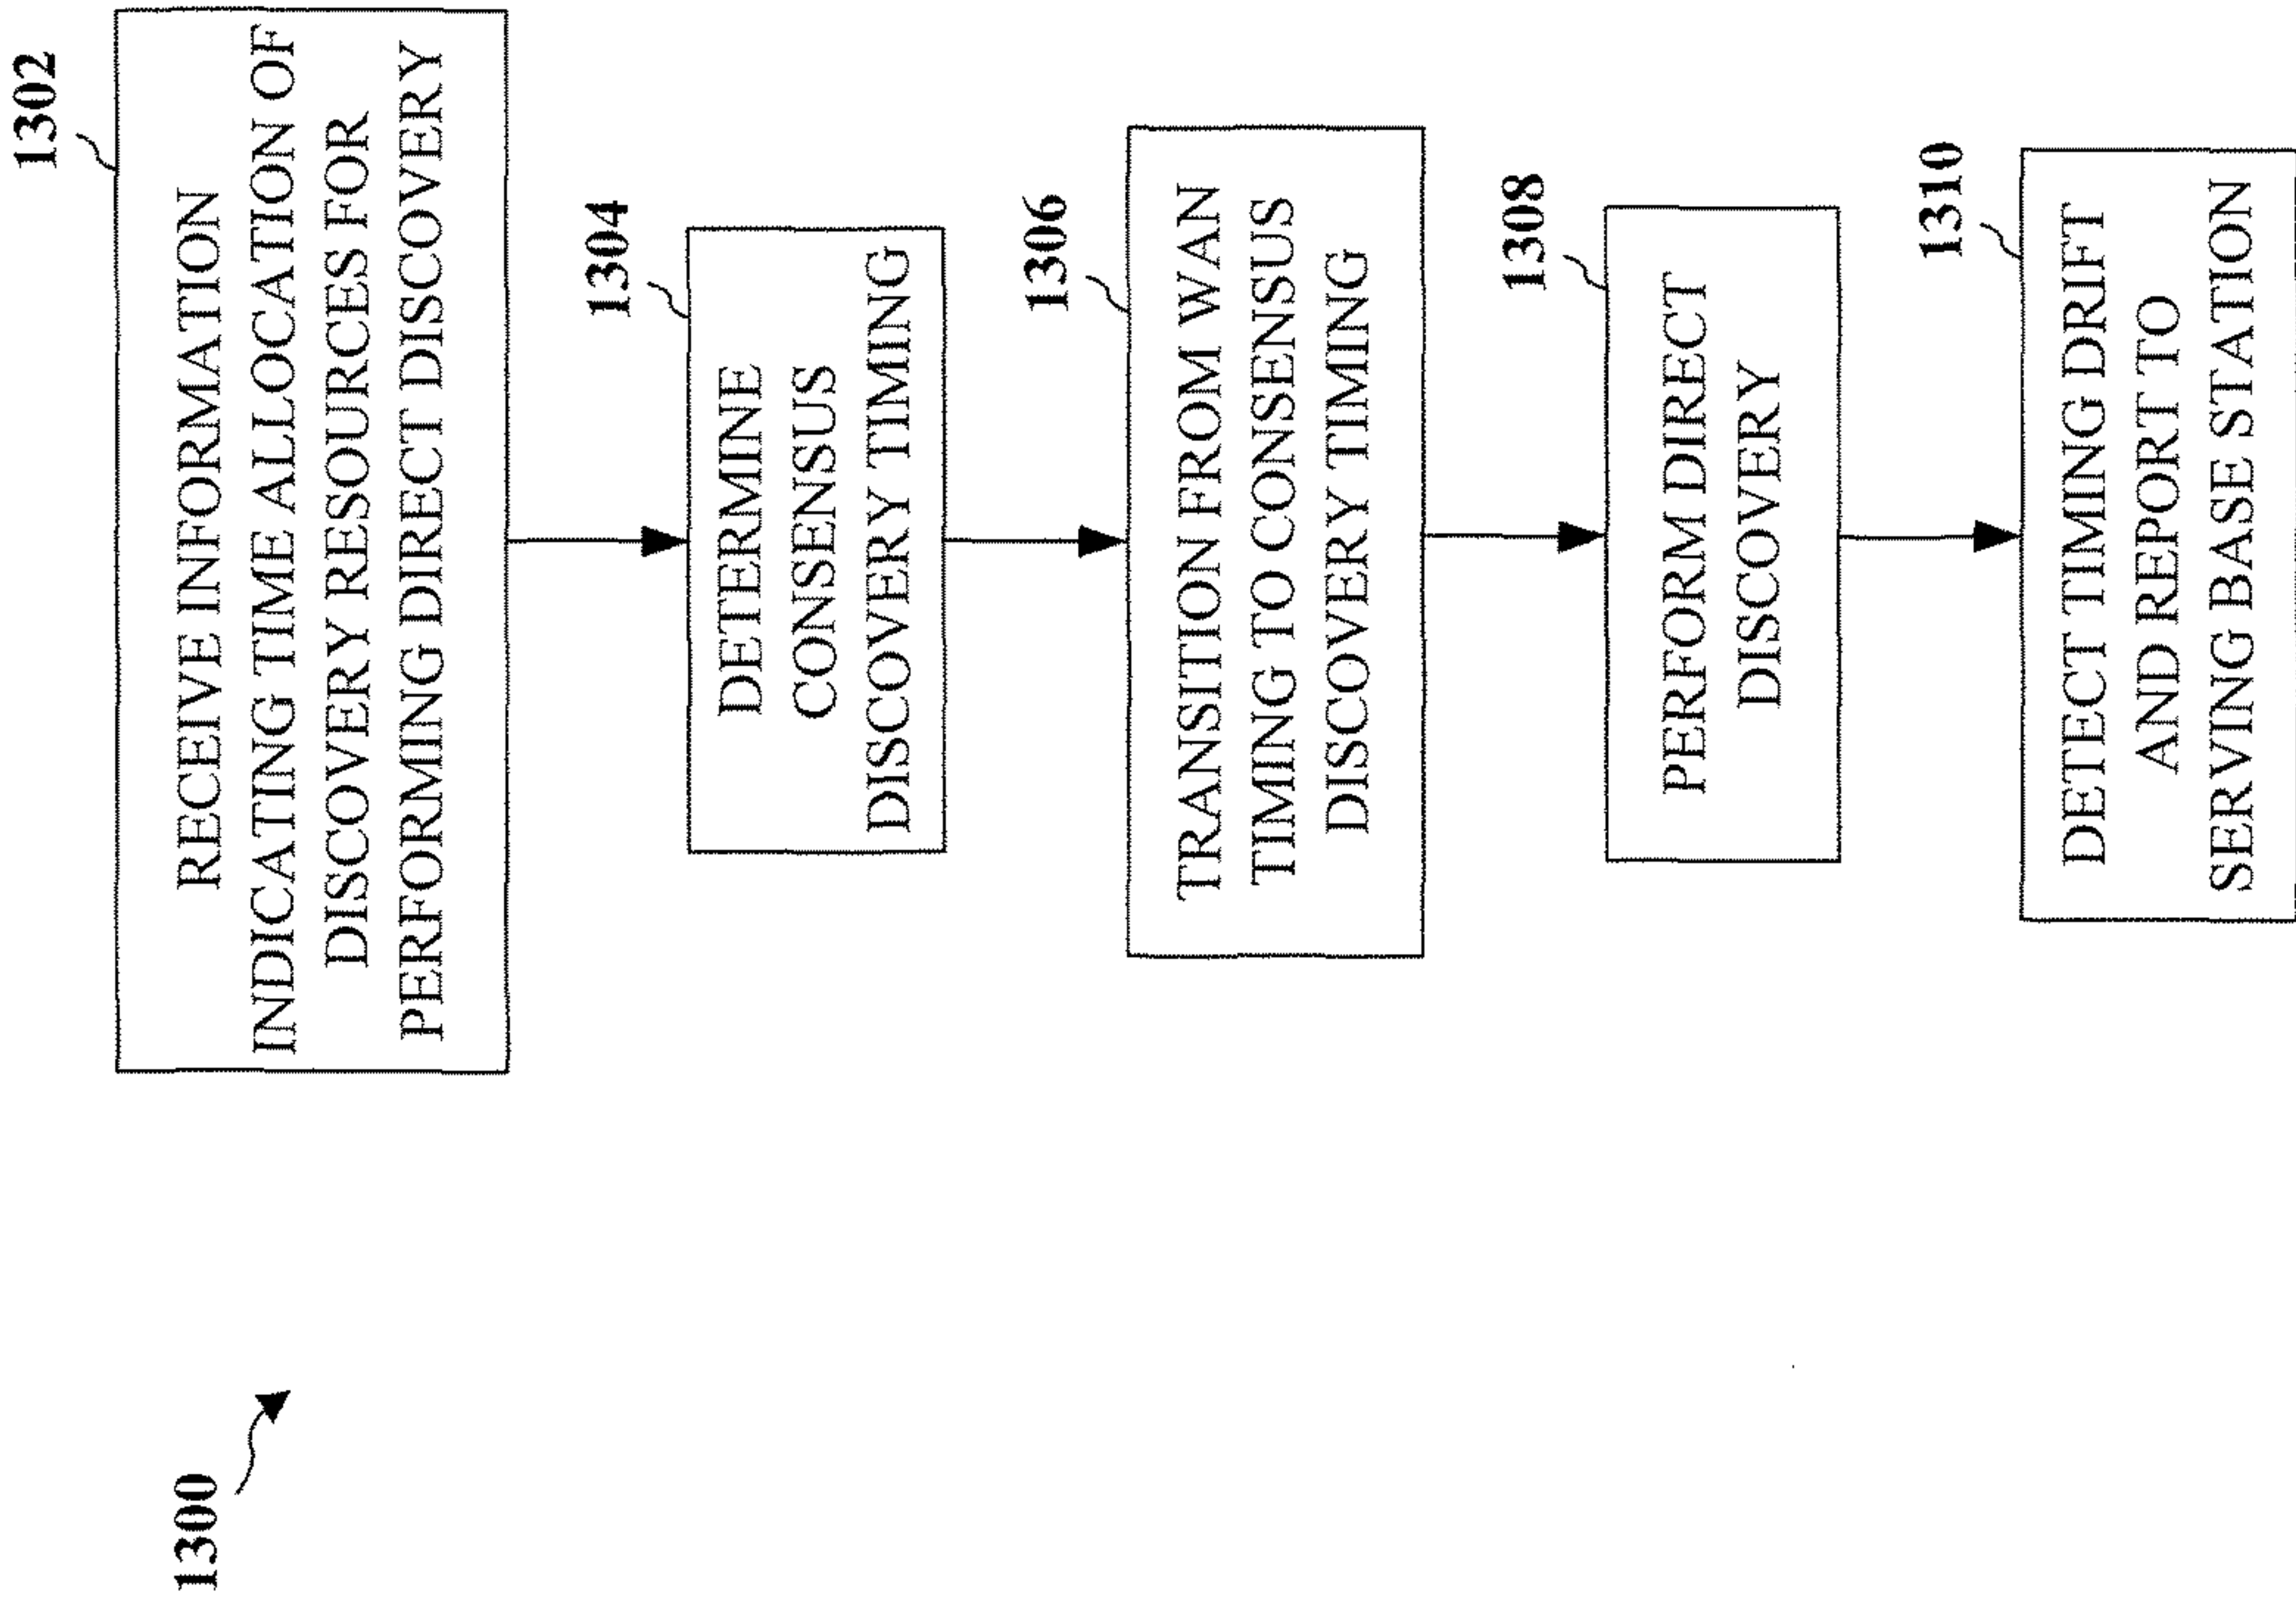 1300
1302
RECEIVE INFORMATION
INDICATING TIME ALLOCATION OF
DISCOVERY RESOURCES FOR
PERFORMING DIRECT DISCOVERY
1304
DETERMINE
CONSENSUS
DISCOVERY TIMING
1306
TRANSITION FROM WAN
TIMING TO CONSENSUS
DISCOVERY TIMING
1308
PERFORM DIRECT
DISCOVERY
1310
DETECT TIMING DRIFT
AND REPORT TO
SERVING BASE STATION